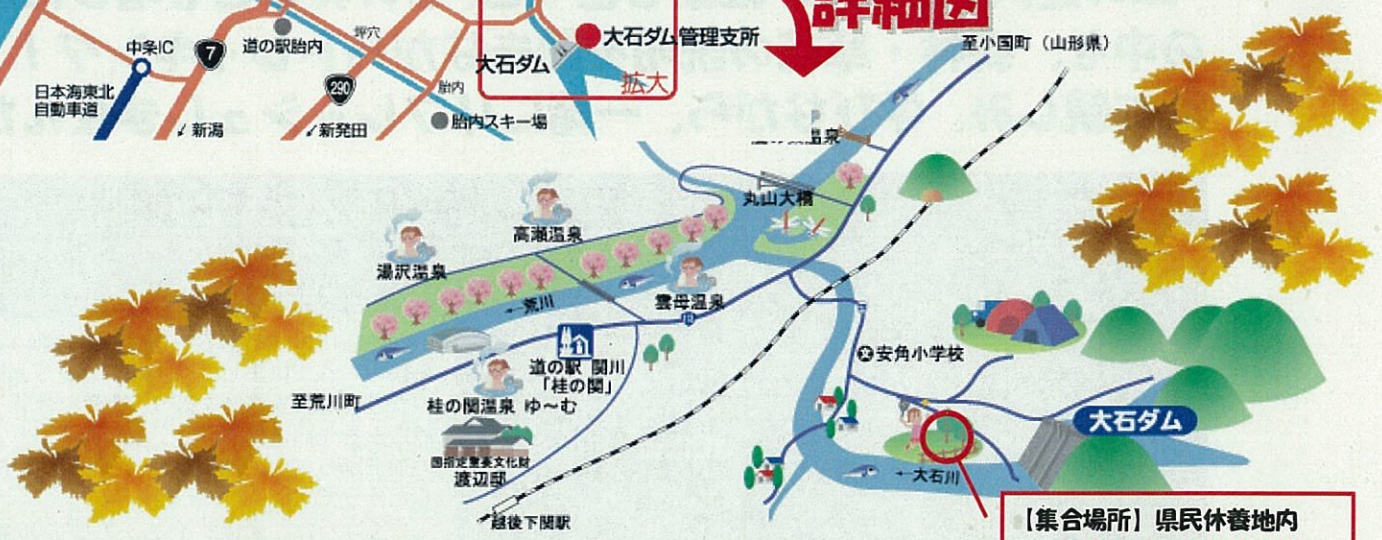 詳細図
大石ダム管理支所
大石ダム
拡大
中条IC
7
道の駅胎内
坪穴
290
胎内
日本海東北
自動車道
↙新潟
↙新発田
胎内スキー場
至小国町（山形県）
温泉
丸山大橋
高瀬温泉
湯沢温泉
←荒川
雲母温泉
道の駅 関川
「桂の関」
安角小学校
文
至荒川町
桂の関温泉 ゆ〜む
国指定重要文化財
渡辺邸
越後下関駅
大石ダム
←大石川
【集合場所】県民休養地内